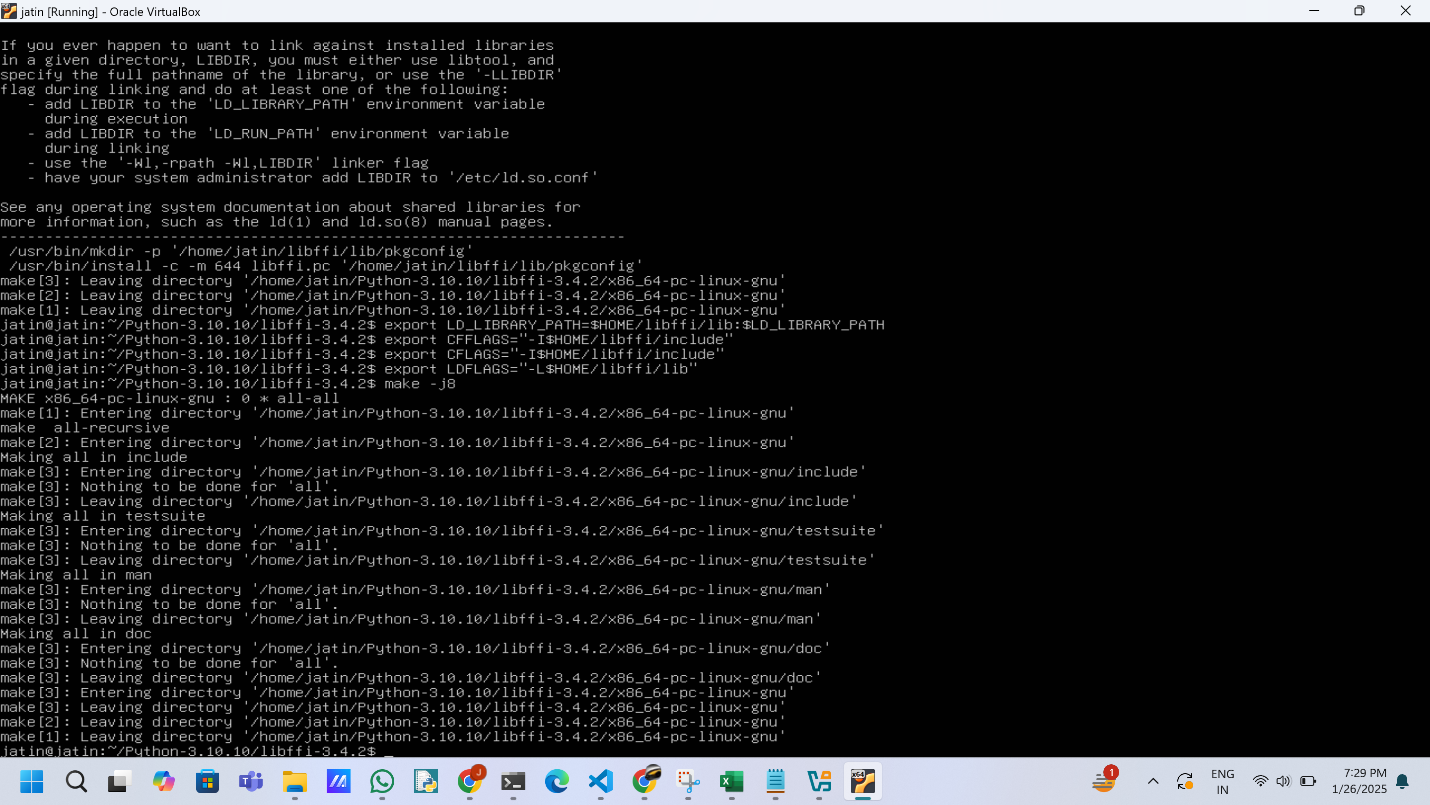 jatin [Running] - Oracle VirtualBox
If you ever happen to want to link against installed libraries
in a given directory, LIBDIR, you must either use libtool, and
specify the full pathname of the library, or use the '-LLIBDIR'
flag during linking and do at least one of the following:
   - add LIBDIR to the 'LD_LIBRARY_PATH' environment variable
     during execution
   - add LIBDIR to the 'LD_RUN_PATH' environment variable
     during linking
   - use the '-Wl,-rpath -Wl,LIBDIR' linker flag
   - have your system administrator add LIBDIR to '/etc/ld.so.conf'
See any operating system documentation about shared libraries for
more information, such as the ld(1) and ld.so(8) manual pages.
----------------------------------------------------------------------
 /usr/bin/mkdir -p '/home/jatin/libffi/lib/pkgconfig'
 /usr/bin/install -c -m 644 libffi.pc '/home/jatin/libffi/lib/pkgconfig'
make[3]: Leaving directory '/home/jatin/Python-3.10.10/libffi-3.4.2/x86_64-pc-linux-gnu'
make[2]: Leaving directory '/home/jatin/Python-3.10.10/libffi-3.4.2/x86_64-pc-linux-gnu'
make[1]: Leaving directory '/home/jatin/Python-3.10.10/libffi-3.4.2/x86_64-pc-linux-gnu'
jatin@jatin:~/Python-3.10.10/libffi-3.4.2$ export LD_LIBRARY_PATH=$HOME/libffi/lib:$LD_LIBRARY_PATH
jatin@jatin:~/Python-3.10.10/libffi-3.4.2$ export CFFLAGS="-I$HOME/libffi/include"
jatin@jatin:~/Python-3.10.10/libffi-3.4.2$ export CFLAGS="-I$HOME/libffi/include"
jatin@jatin:~/Python-3.10.10/libffi-3.4.2$ export LDFLAGS="-L$HOME/libffi/lib"
jatin@jatin:~/Python-3.10.10/libffi-3.4.2$ make -j8
MAKE x86_64-pc-linux-gnu : 0 * all-all
make[1]: Entering directory '/home/jatin/Python-3.10.10/libffi-3.4.2/x86_64-pc-linux-gnu'
make  all-recursive
make[2]: Entering directory '/home/jatin/Python-3.10.10/libffi-3.4.2/x86_64-pc-linux-gnu'
Making all in include
make[3]: Entering directory '/home/jatin/Python-3.10.10/libffi-3.4.2/x86_64-pc-linux-gnu/include'
make[3]: Nothing to be done for 'all'.
make[3]: Leaving directory '/home/jatin/Python-3.10.10/libffi-3.4.2/x86_64-pc-linux-gnu/include'
Making all in testsuite
make[3]: Entering directory '/home/jatin/Python-3.10.10/libffi-3.4.2/x86_64-pc-linux-gnu/testsuite'
make[3]: Nothing to be done for 'all'.
make[3]: Leaving directory '/home/jatin/Python-3.10.10/libffi-3.4.2/x86_64-pc-linux-gnu/testsuite'
Making all in man
make[3]: Entering directory '/home/jatin/Python-3.10.10/libffi-3.4.2/x86_64-pc-linux-gnu/man'
make[3]: Nothing to be done for 'all'.
make[3]: Leaving directory '/home/jatin/Python-3.10.10/libffi-3.4.2/x86_64-pc-linux-gnu/man'
Making all in doc
make[3]: Entering directory '/home/jatin/Python-3.10.10/libffi-3.4.2/x86_64-pc-linux-gnu/doc'
make[3]: Nothing to be done for 'all'.
make[3]: Leaving directory '/home/jatin/Python-3.10.10/libffi-3.4.2/x86_64-pc-linux-gnu/doc'
make[3]: Entering directory '/home/jatin/Python-3.10.10/libffi-3.4.2/x86_64-pc-linux-gnu'
make[3]: Leaving directory '/home/jatin/Python-3.10.10/libffi-3.4.2/x86_64-pc-linux-gnu'
make[2]: Leaving directory '/home/jatin/Python-3.10.10/libffi-3.4.2/x86_64-pc-linux-gnu'
make[1]: Leaving directory '/home/jatin/Python-3.10.10/libffi-3.4.2/x86_64-pc-linux-gnu'
jatin@jatin:~/Python-3.10.10/libffi-3.4.2$ _
1
ENG
IN
7:29 PM
1/26/2025